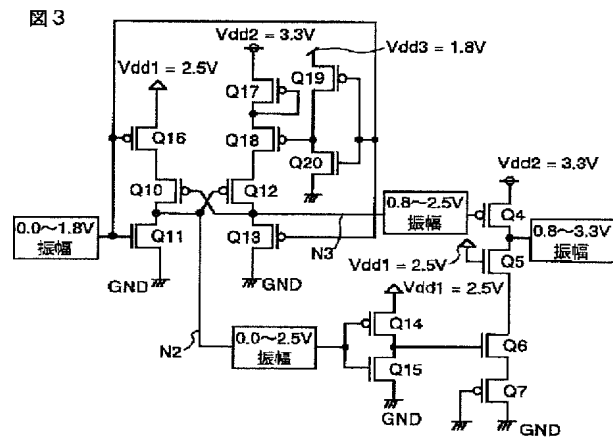 図3
Vdd2 = 3.3V
Vdd3 = 1.8V
Vdd1 = 2.5V
Q17
Q19
Q16
Q18
Q20
Q10
Q12
Vdd2 = 3.3V
0.0～1.8V
振幅
Q11
Q13
0.8～2.5V
振幅
Q4
0.8～3.3V
振幅
N3
Q5
GND
GND
Vdd1 = 2.5V
Vdd1 = 2.5V
Q14
N2
0.0～2.5V
振幅
Q6
Q15
Q7
GND
GND